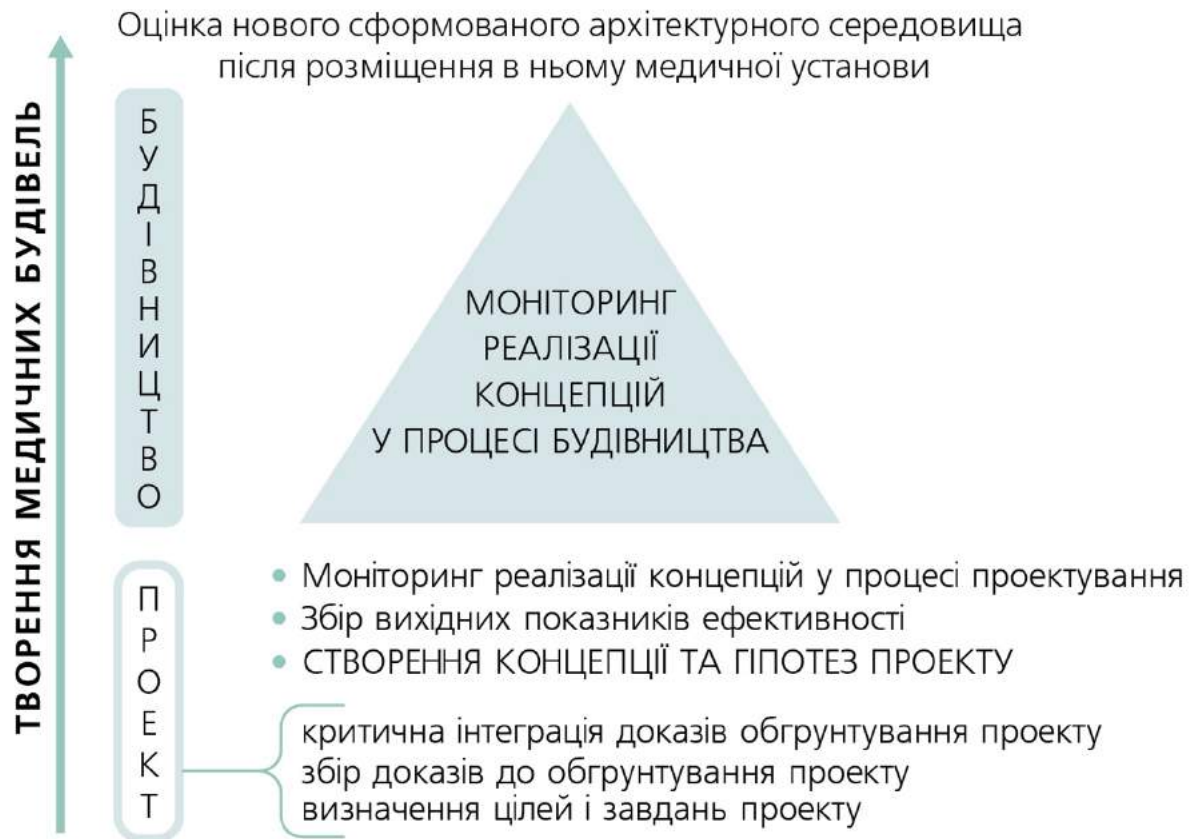 Оцінка нового сформованого архітектурного середовища
після розміщення в ньому медичної установи
ТВОРЕННЯ МЕДИЧНИХ БУДІВЕЛЬ
БУДІВНИЦТВО
МОНІТОРИНГ
РЕАЛІЗАЦІЇ
КОНЦЕПЦІЙ
У ПРОЦЕСІ БУДІВНИЦТВА
ПРОЕКТ
• Моніторинг реалізації концепцій у процесі проектування
• Збір вихідних показників ефективності
• СТВОРЕННЯ КОНЦЕПЦІЇ ТА ГІПОТЕЗ ПРОЕКТУ
критична інтеграція доказів обгрунтування проекту
збір доказів до обгрунтування проекту
визначення цілей і завдань проекту